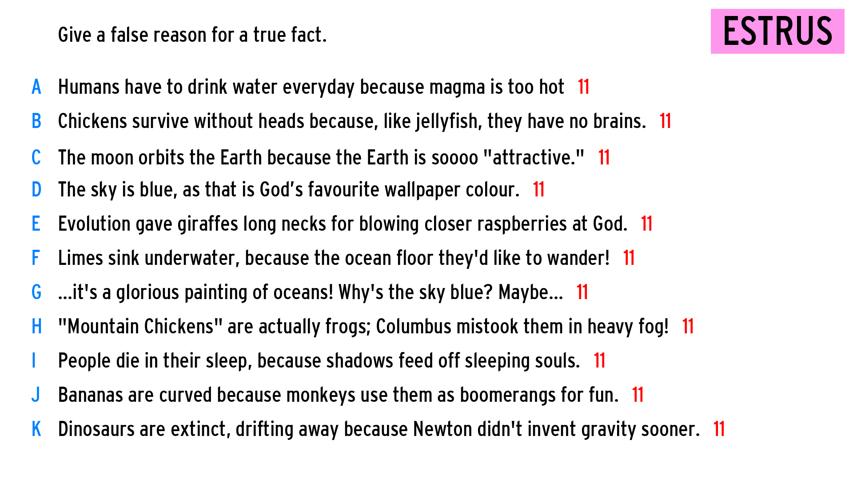 Give a false reason for a true fact.
ESTRUS
A Humans have to drink water everyday because magma is too hot 11
B Chickens survive without heads because, like jellyfish, they have no brains. 11
C The moon orbits the Earth because the Earth is soooo "attractive." 11
D The sky is blue, as that is God's favourite wallpaper colour. 11
E Evolution gave giraffes long necks for blowing closer raspberries at God. 11
F Limes sink underwater, because the ocean floor they'd like to wander! 11
G ...it's a glorious painting of oceans! Why's the sky blue? Maybe... 11
H "Mountain Chickens" are actually frogs; Columbus mistook them in heavy fog! 11
I People die in their sleep, because shadows feed off sleeping souls. 11
J Bananas are curved because monkeys use them as boomerangs for fun. 11
K Dinosaurs are extinct, drifting away because Newton didn't invent gravity sooner. 11